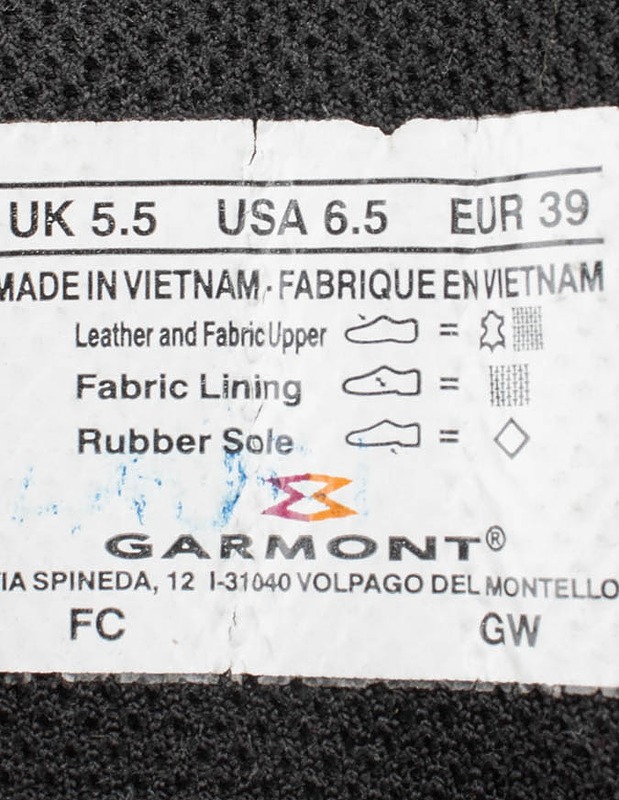 UK 5.5 USA 6.5 EUR 39
MADE IN VIETNAM - FABRIQUE EN VIETNAM
Leather and Fabric Upper =
Fabric Lining =
Rubber Sole =
GARMONT®
VIA SPINEDA, 12 I-31040 VOLPAGO DEL MONTELLO
FC GW